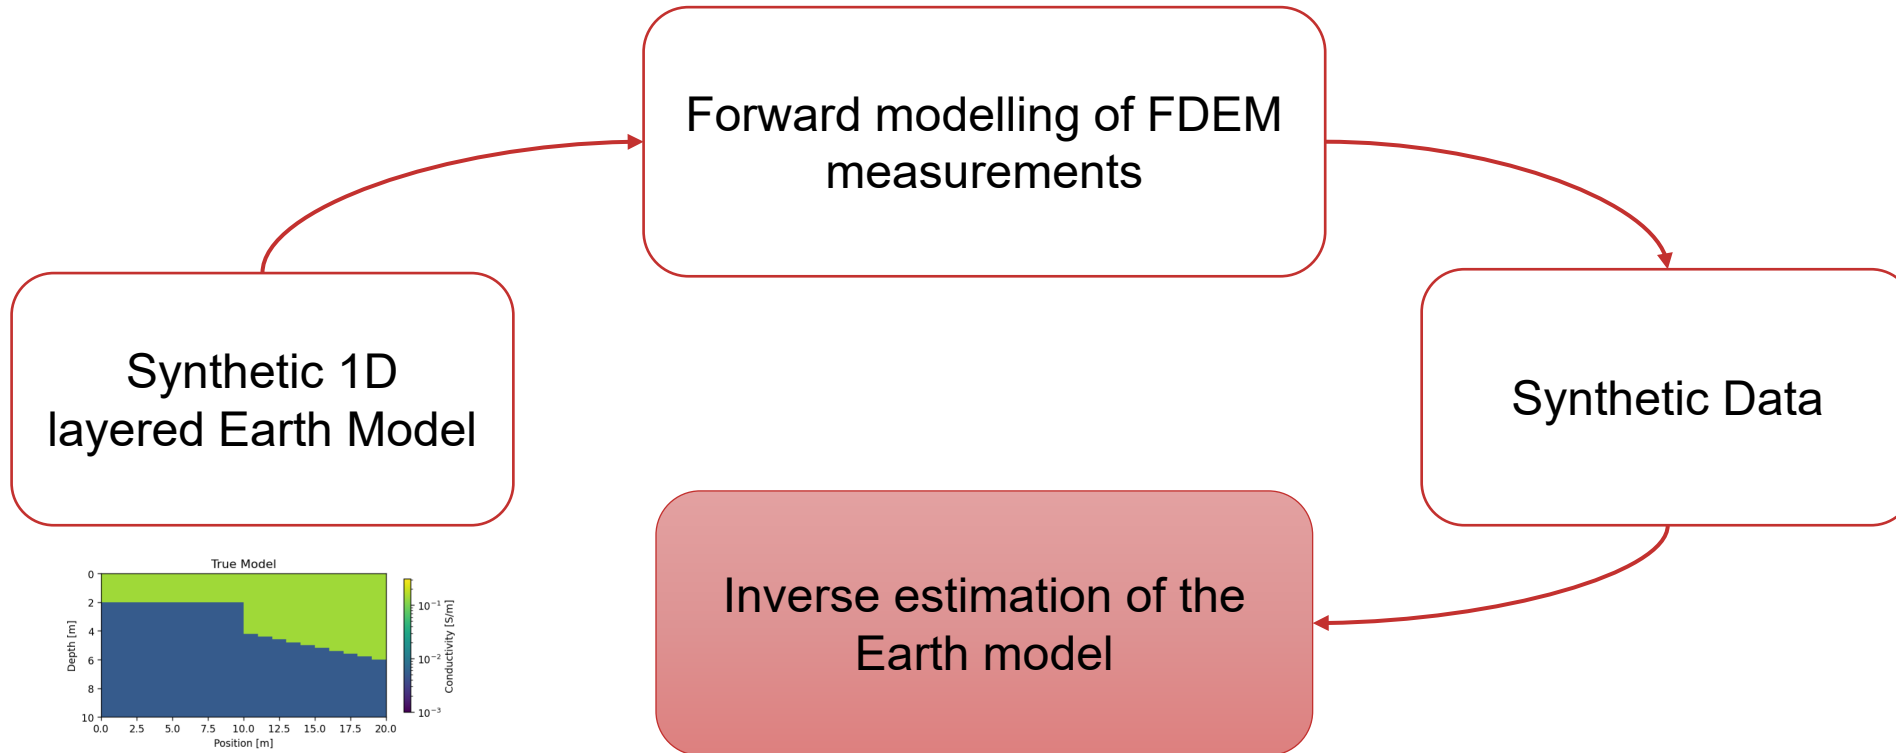 Forward modelling of FDEM
measurements
Synthetic 1D
layered Earth Model
Synthetic Data
Inverse estimation of the
Earth model
True Model
0
2
4
6
8
10
Depth [m]
0.0 2.5 5.0 7.5 10.0 12.5 15.0 17.5 20.0
Position [m]
10⁻¹
10⁻²
10⁻³
Conductivity [S/m]